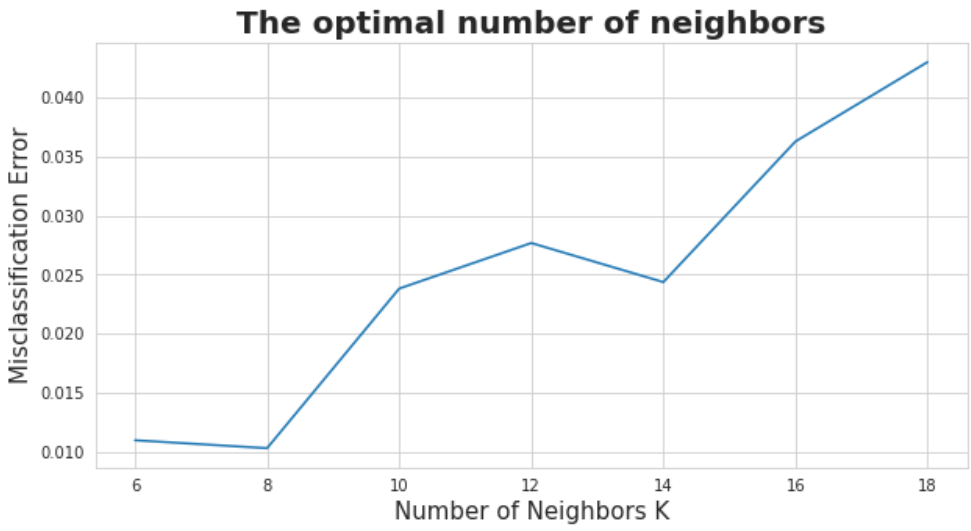 The optimal number of neighbors
Misclassification Error
0.040
0.035
0.030
0.025
0.020
0.015
0.010
6 8 10 12 14 16 18
Number of Neighbors K